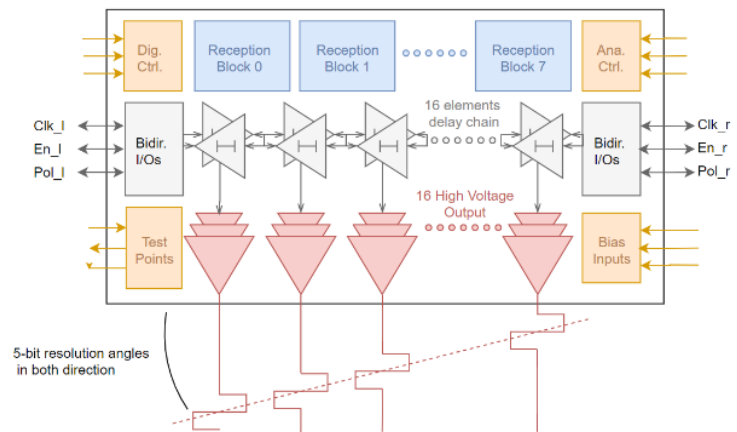 Dig.
Ctrl.
Reception
Block 0
Reception
Block 1
Reception
Block 7
Ana.
Ctrl.
Clk_l
En_l
Pol_l
Bidir.
I/Os
16 elements
delay chain
Bidir.
I/Os
Clk_r
En_r
Pol_r
Test
Points
16 High Voltage
Output
Bias
Inputs
5-bit resolution angles
in both direction